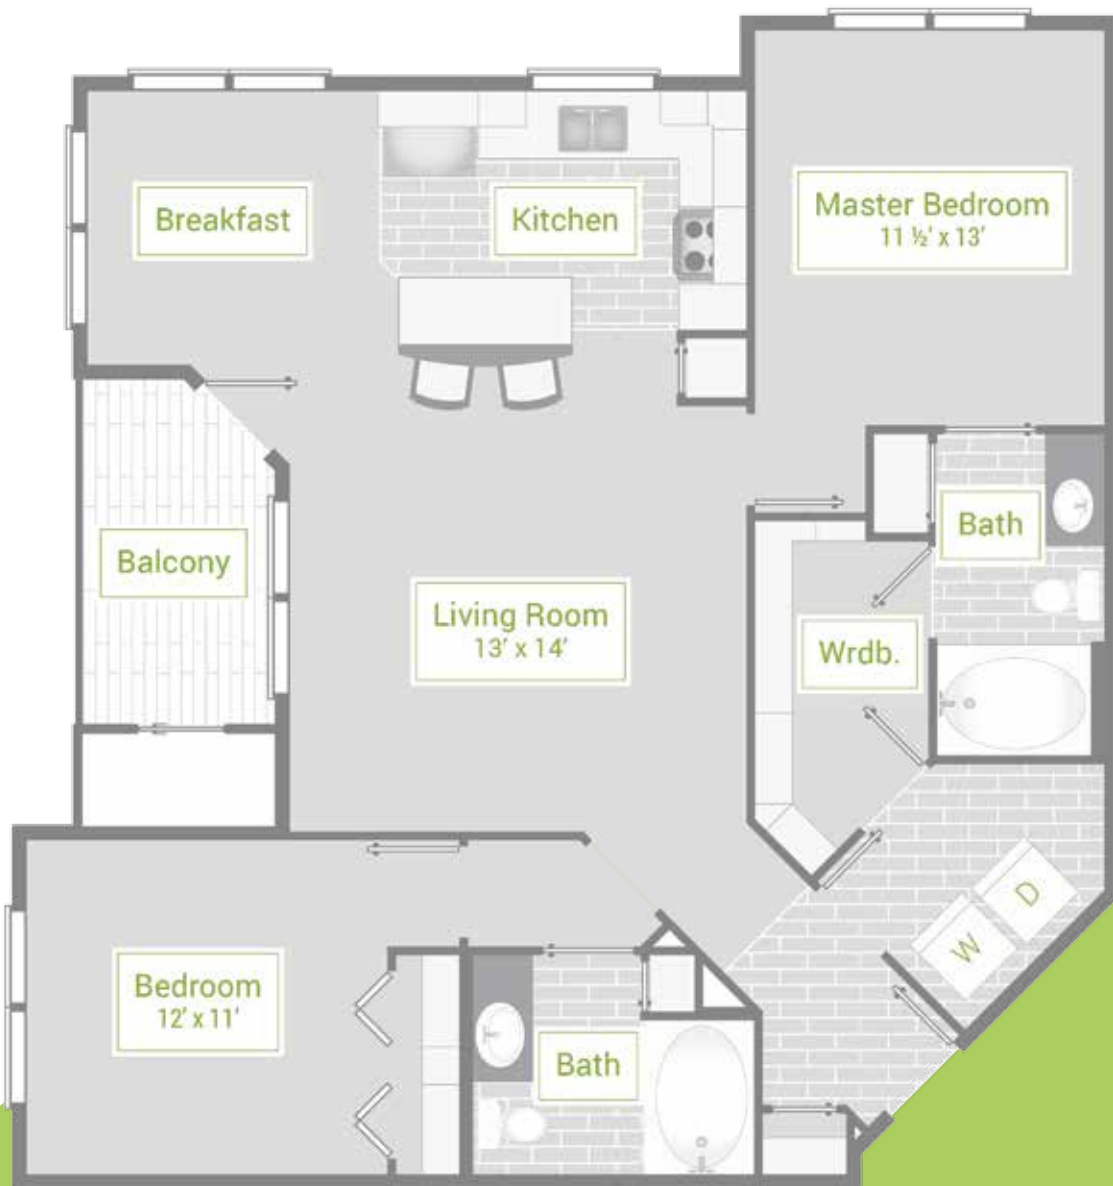 Breakfast
Kitchen
Master Bedroom
11 ½' x 13'
Balcony
Bath
Living Room
13' x 14'
Wrdb.
D
W
Bedroom
12' x 11'
Bath